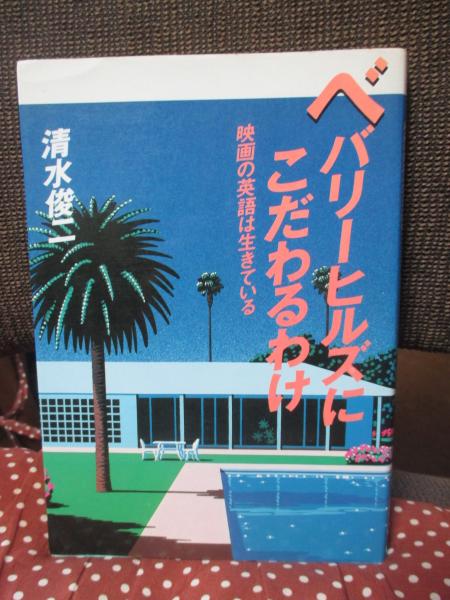 ベバリーヒルズに
こだわるわけ
映画の英語は生きている
清水俊二